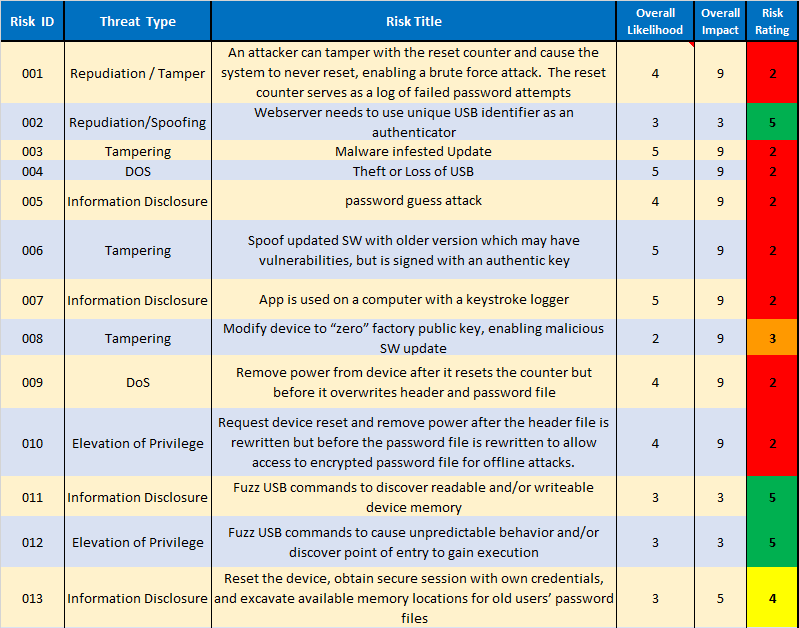 Risk ID Threat Type Risk Title Overall Likelihood Overall Impact Risk Rating
001 Repudiation / Tamper An attacker can tamper with the reset counter and cause the
system to never reset, enabling a brute force attack. The reset
counter serves as a log of failed password attempts 4 9 2
002 Repudiation/Spoofing Webserver needs to use unique USB identifier as an
authenticator 3 3 5
003 Tampering Malware infested Update 5 9 2
004 DOS Theft or Loss of USB 5 9 2
005 Information Disclosure password guess attack 4 9 2
006 Tampering Spoof updated SW with older version which may have
vulnerabilities, but is signed with an authentic key 5 9 2
007 Information Disclosure App is used on a computer with a keystroke logger 5 9 2
008 Tampering Modify device to “zero” factory public key, enabling malicious
SW update 2 9 3
009 DoS Remove power from device after it resets the counter but
before it overwrites header and password file 4 9 2
010 Elevation of Privilege Request device reset and remove power after the header file is
rewritten but before the password file is rewritten to allow
access to encrypted password file for offline attacks. 4 9 2
011 Information Disclosure Fuzz USB commands to discover readable and/or writeable
device memory 3 3 5
012 Elevation of Privilege Fuzz USB commands to cause unpredictable behavior and/or
discover point of entry to gain execution 3 3 5
013 Information Disclosure Reset the device, obtain secure session with own credentials,
and excavate available memory locations for old users’ password
files 3 5 4